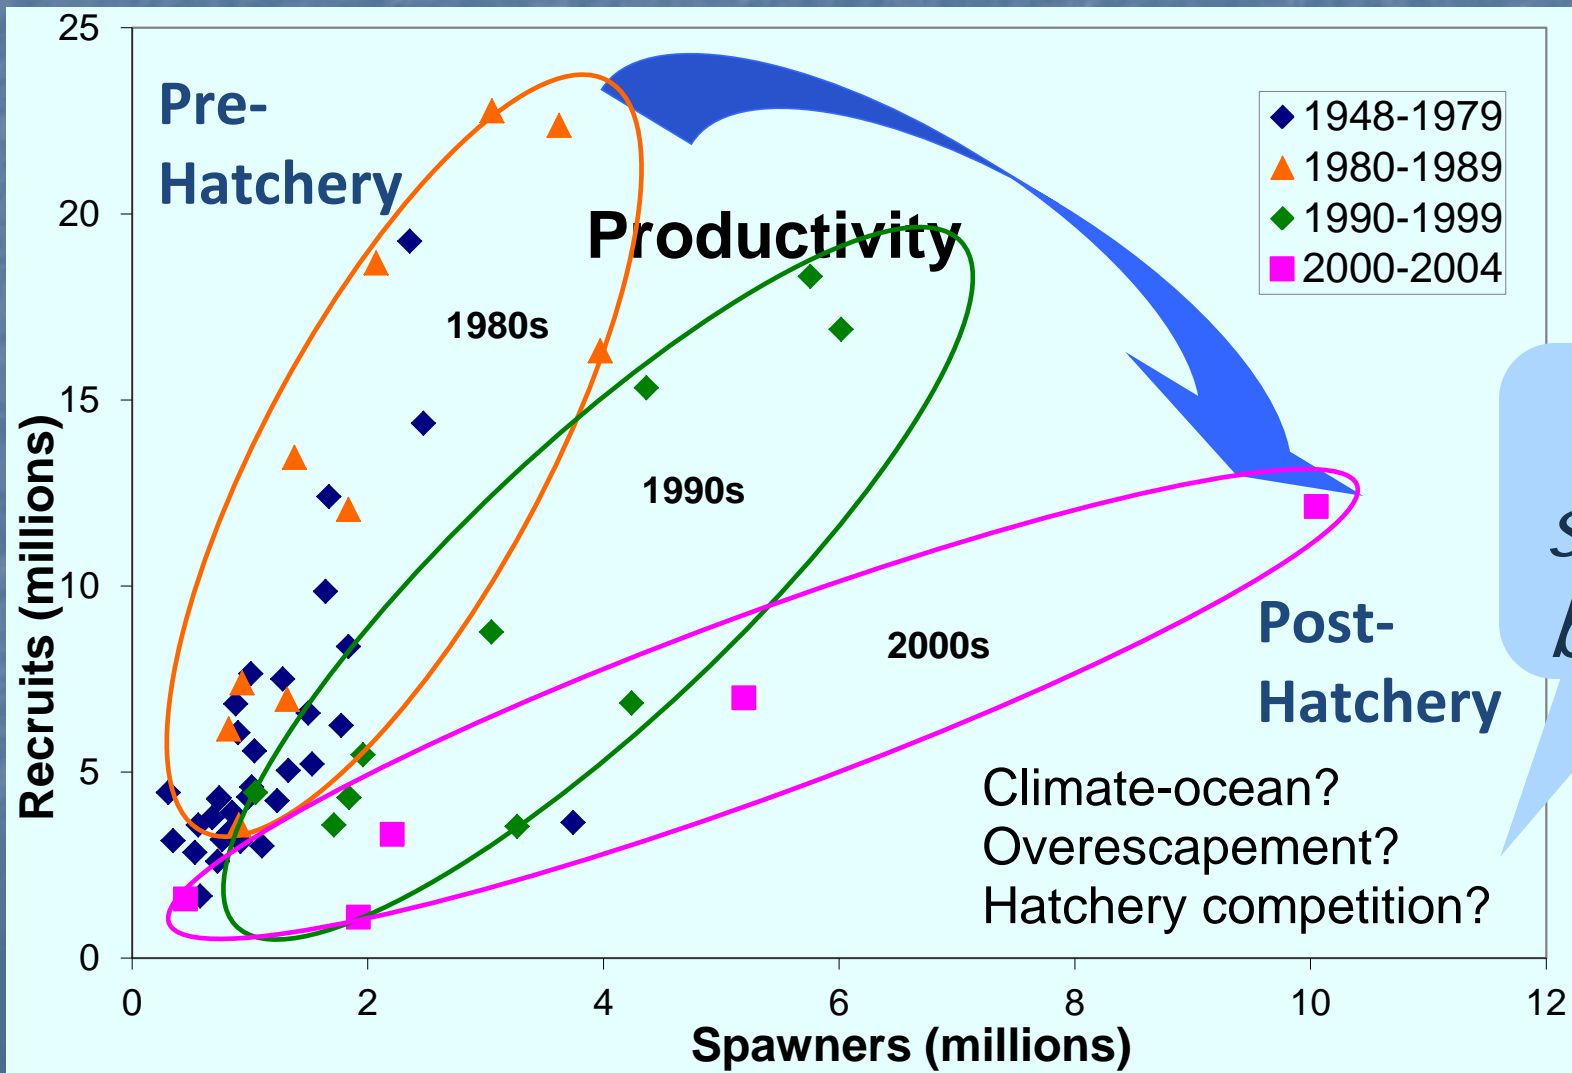 25
20
15
10
5
0
0 2 4 6 8 10 12
Recruits (millions)
Spawners (millions)
Pre-
Hatchery
Productivity
1948-1979
1980-1989
1990-1999
2000-2004
1980s
1990s
2000s
Post-
Hatchery
Climate-ocean?
Overescapement?
Hatchery competition?